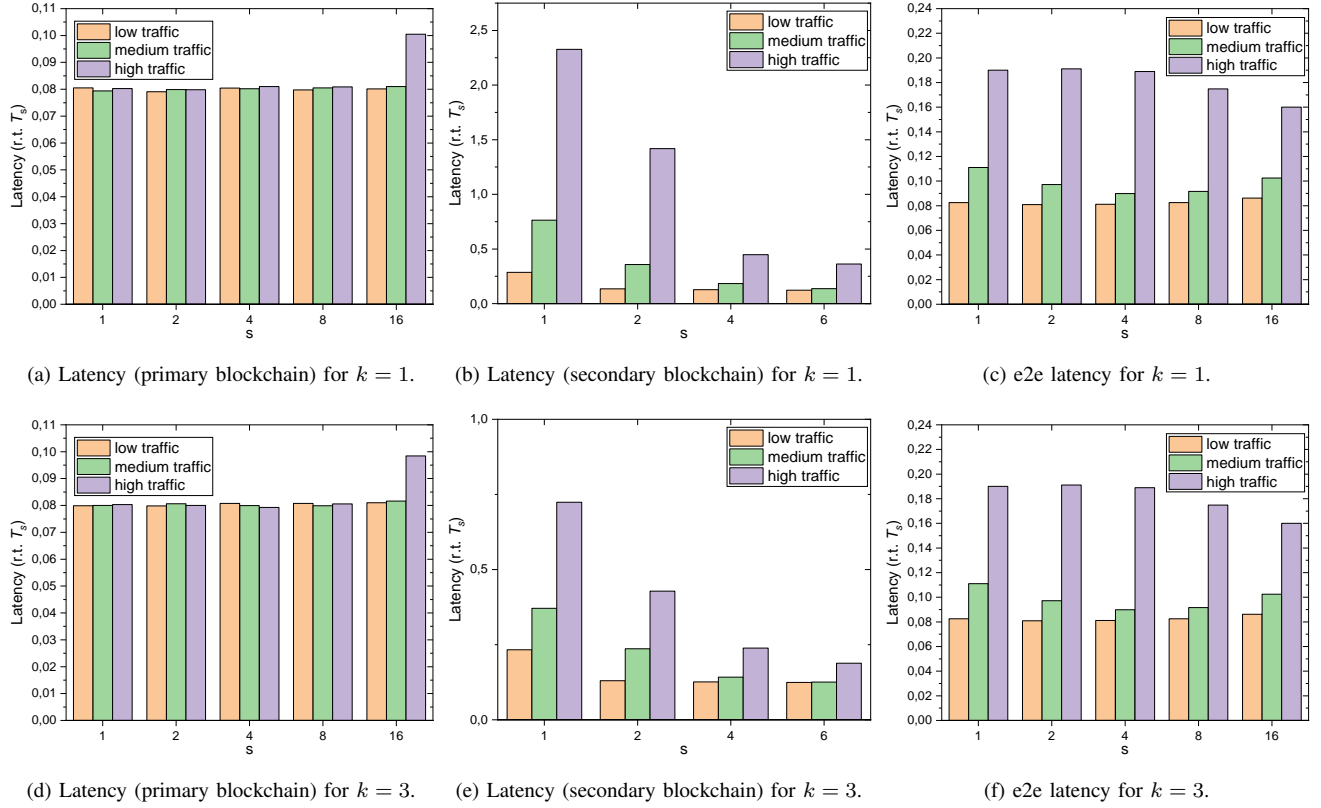 0,11
0,10
0,09
0,08
0,07
0,06
0,05
0,04
0,03
0,02
0,01
0,00
Latency (r.t. Ts)
low traffic
medium traffic
high traffic
1 2 4 8 16
s
(a) Latency (primary blockchain) for k = 1.
2,5
2,0
1,5
1,0
0,5
0,0
Latency (r.t. Ts)
low traffic
medium traffic
high traffic
1 2 4 6
s
(b) Latency (secondary blockchain) for k = 1.
0,24
0,22
0,20
0,18
0,16
0,14
0,12
0,10
0,08
0,06
0,04
0,02
0,00
Latency (r.t. Ts)
low traffic
medium traffic
high traffic
1 2 4 8 16
s
(c) e2e latency for k = 1.
0,11
0,10
0,09
0,08
0,07
0,06
0,05
0,04
0,03
0,02
0,01
0,00
Latency (r.t. Ts)
low traffic
medium traffic
high traffic
1 2 4 8 16
s
(d) Latency (primary blockchain) for k = 3.
1,0
0,5
0,0
Latency (r.t. Ts)
low traffic
medium traffic
high traffic
1 2 4 6
s
(e) Latency (secondary blockchain) for k = 3.
0,24
0,22
0,20
0,18
0,16
0,14
0,12
0,10
0,08
0,06
0,04
0,02
0,00
Latency (r.t. Ts)
low traffic
medium traffic
high traffic
1 2 4 8 16
s
(f) e2e latency for k = 3.